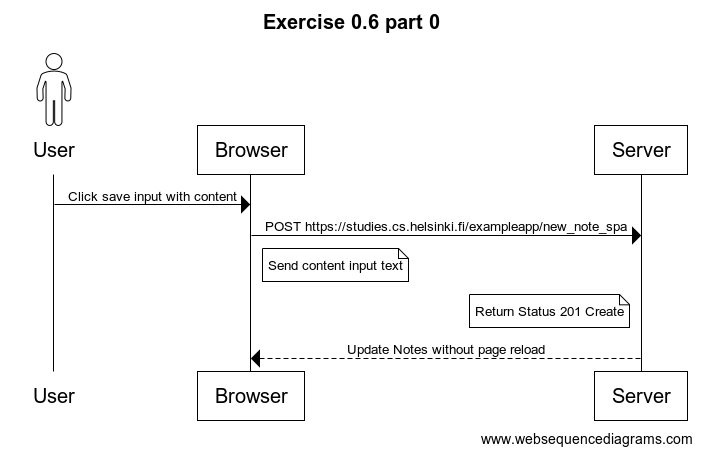 Exercise 0.6 part 0
User
Browser
Server
Click save input with content
POST https://studies.cs.helsinki.fi/exampleapp/new_note_spa
Send content input text
Return Status 201 Create
Update Notes without page reload
User
Browser
Server
www.websequencediagrams.com